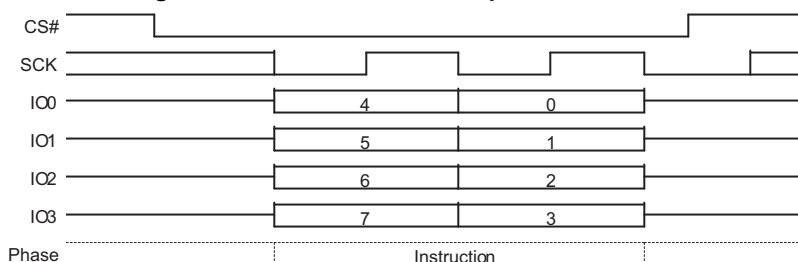 CS#
SCK
IO0 4 0
IO1 5 1
IO2 6 2
IO3 7 3
Phase Instruction